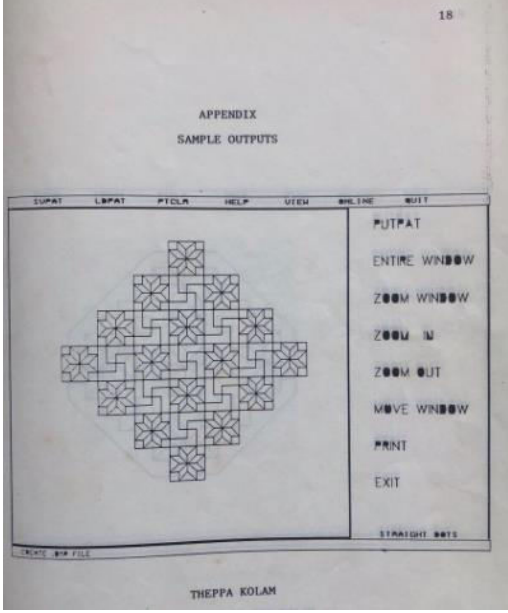 18
APPENDIX
SAMPLE OUTPUTS
SVPAT LDPAT PTCLR HELP VIEW ONLINE QUIT
PUTPAT
ENTIRE WINDOW
ZOOM WINDOW
ZOOM IN
ZOOM OUT
MOVE WINDOW
PRINT
EXIT
STRAIGHT DOTS
CREATE .BMP FILE
THEPPA KOLAM